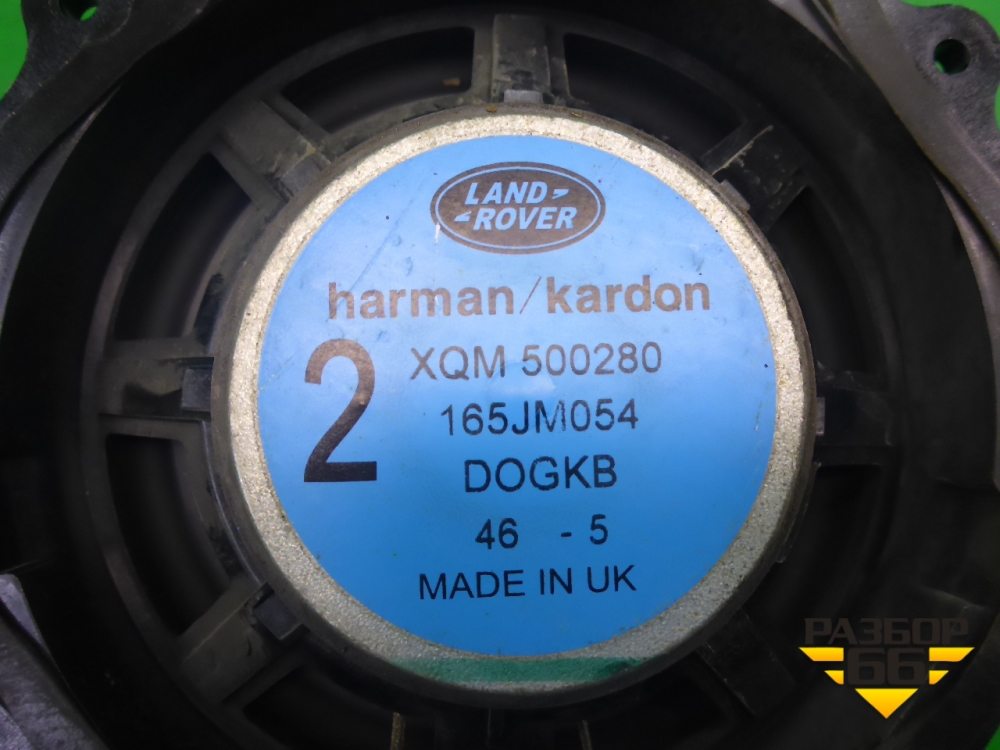 LAND
ROVER
harman/kardon
2
XQM 500280
165JM054
DOGKB
46 - 5
MADE IN UK
РАЗБОР
66